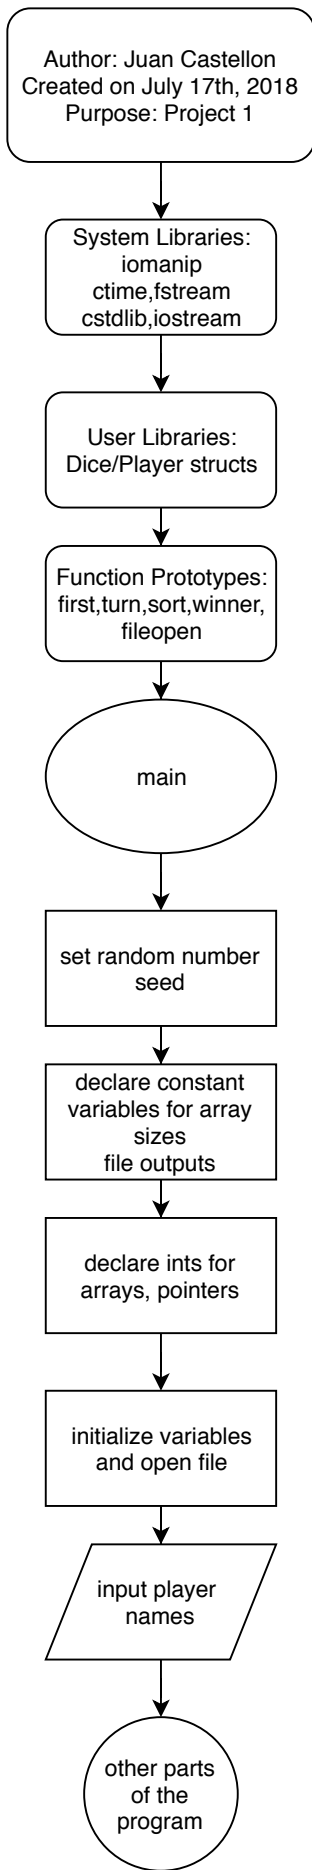 Author: Juan Castellon
Created on July 17th, 2018
Purpose: Project 1
System Libraries:
iomanip
ctime,fstream
cstdlib,iostream
User Libraries:
Dice/Player structs
Function Prototypes:
first,turn,sort,winner,
fileopen
main
set random number
seed
declare constant
variables for array
sizes
file outputs
declare ints for
arrays, pointers
initialize variables
and open file
input player
names
other parts
of the
program